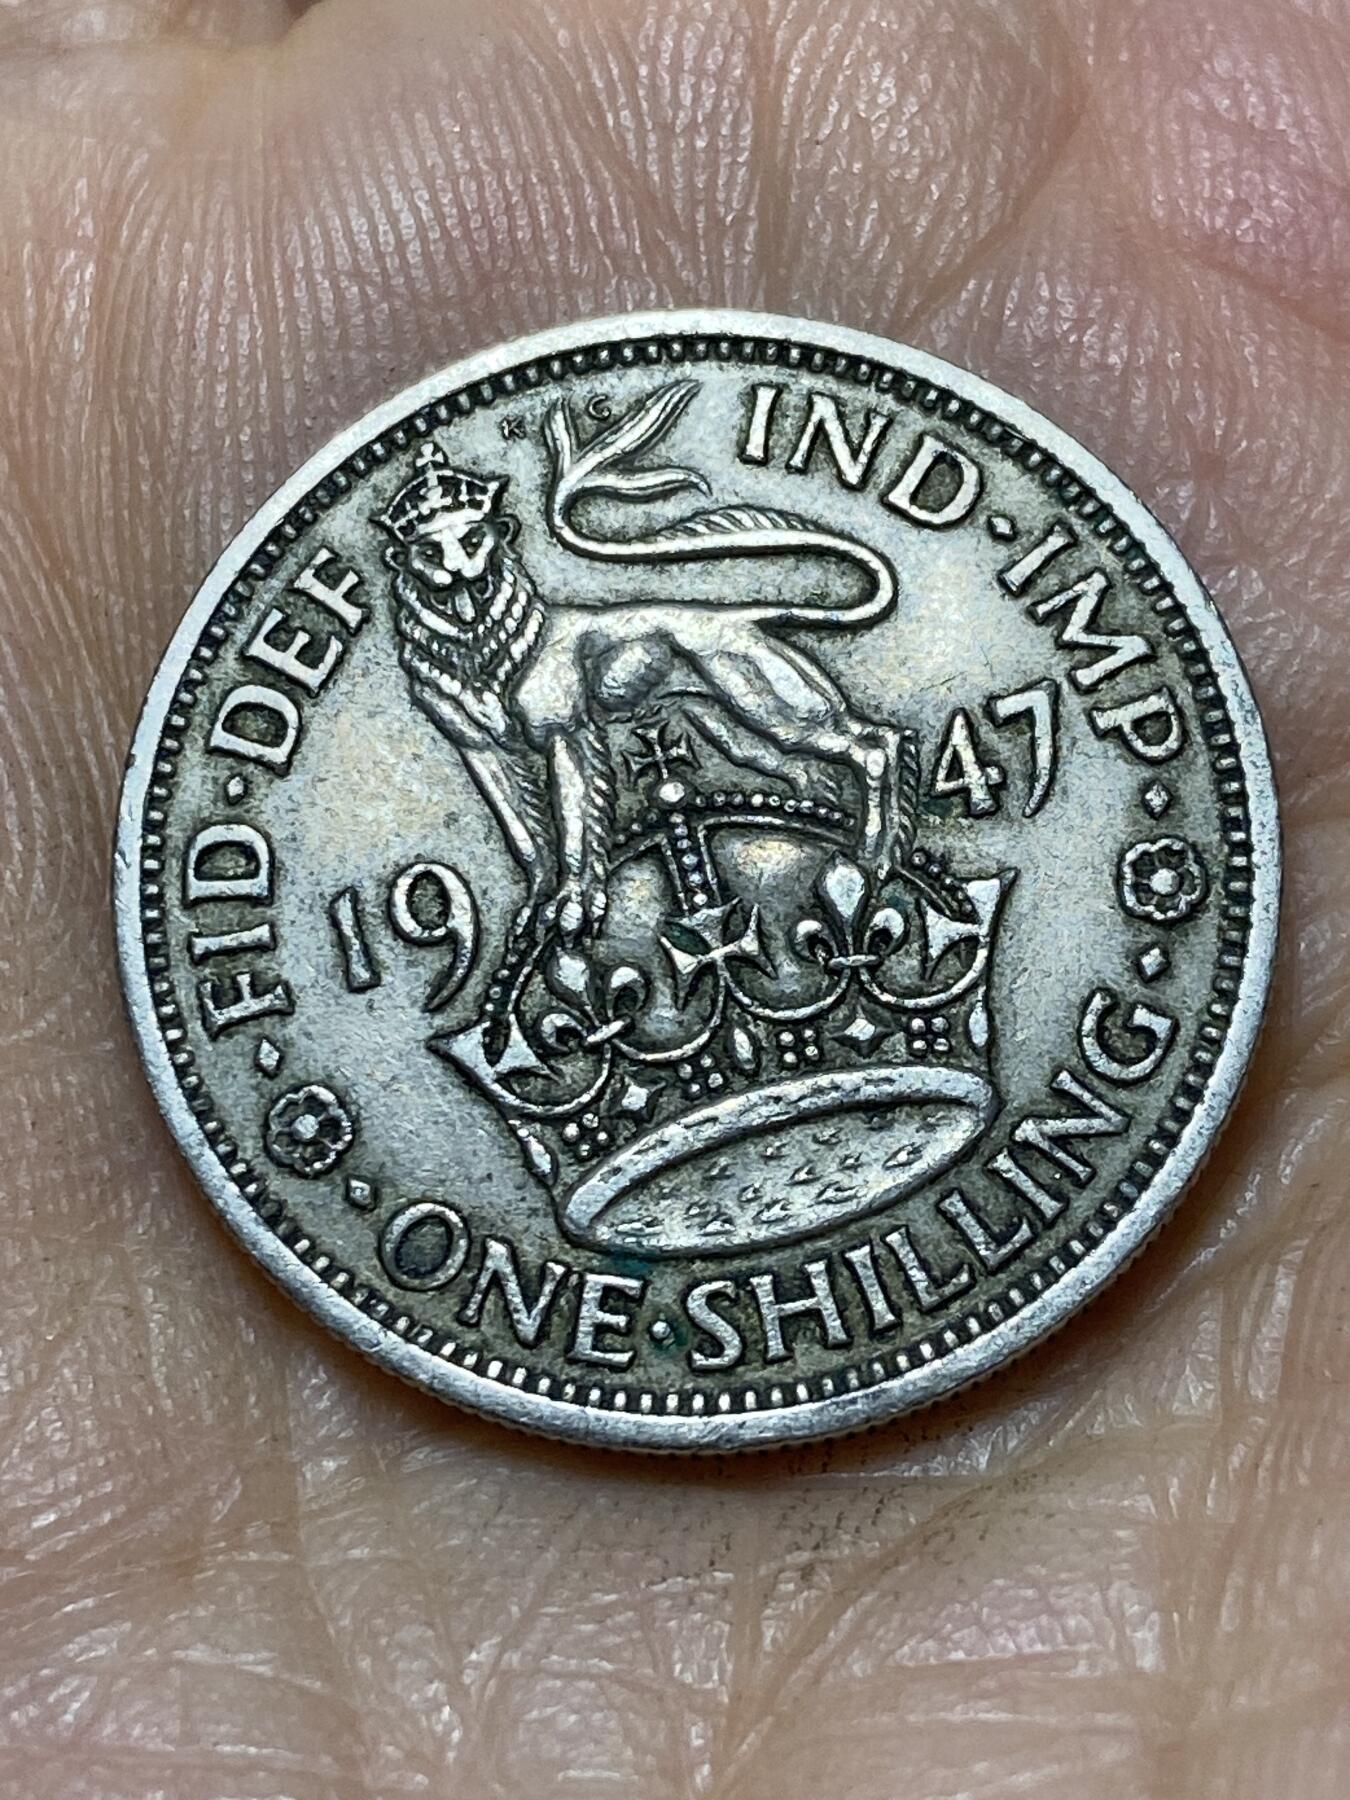 K G
FID·DEF IND·IMP
19 47
ONE·SHILLING